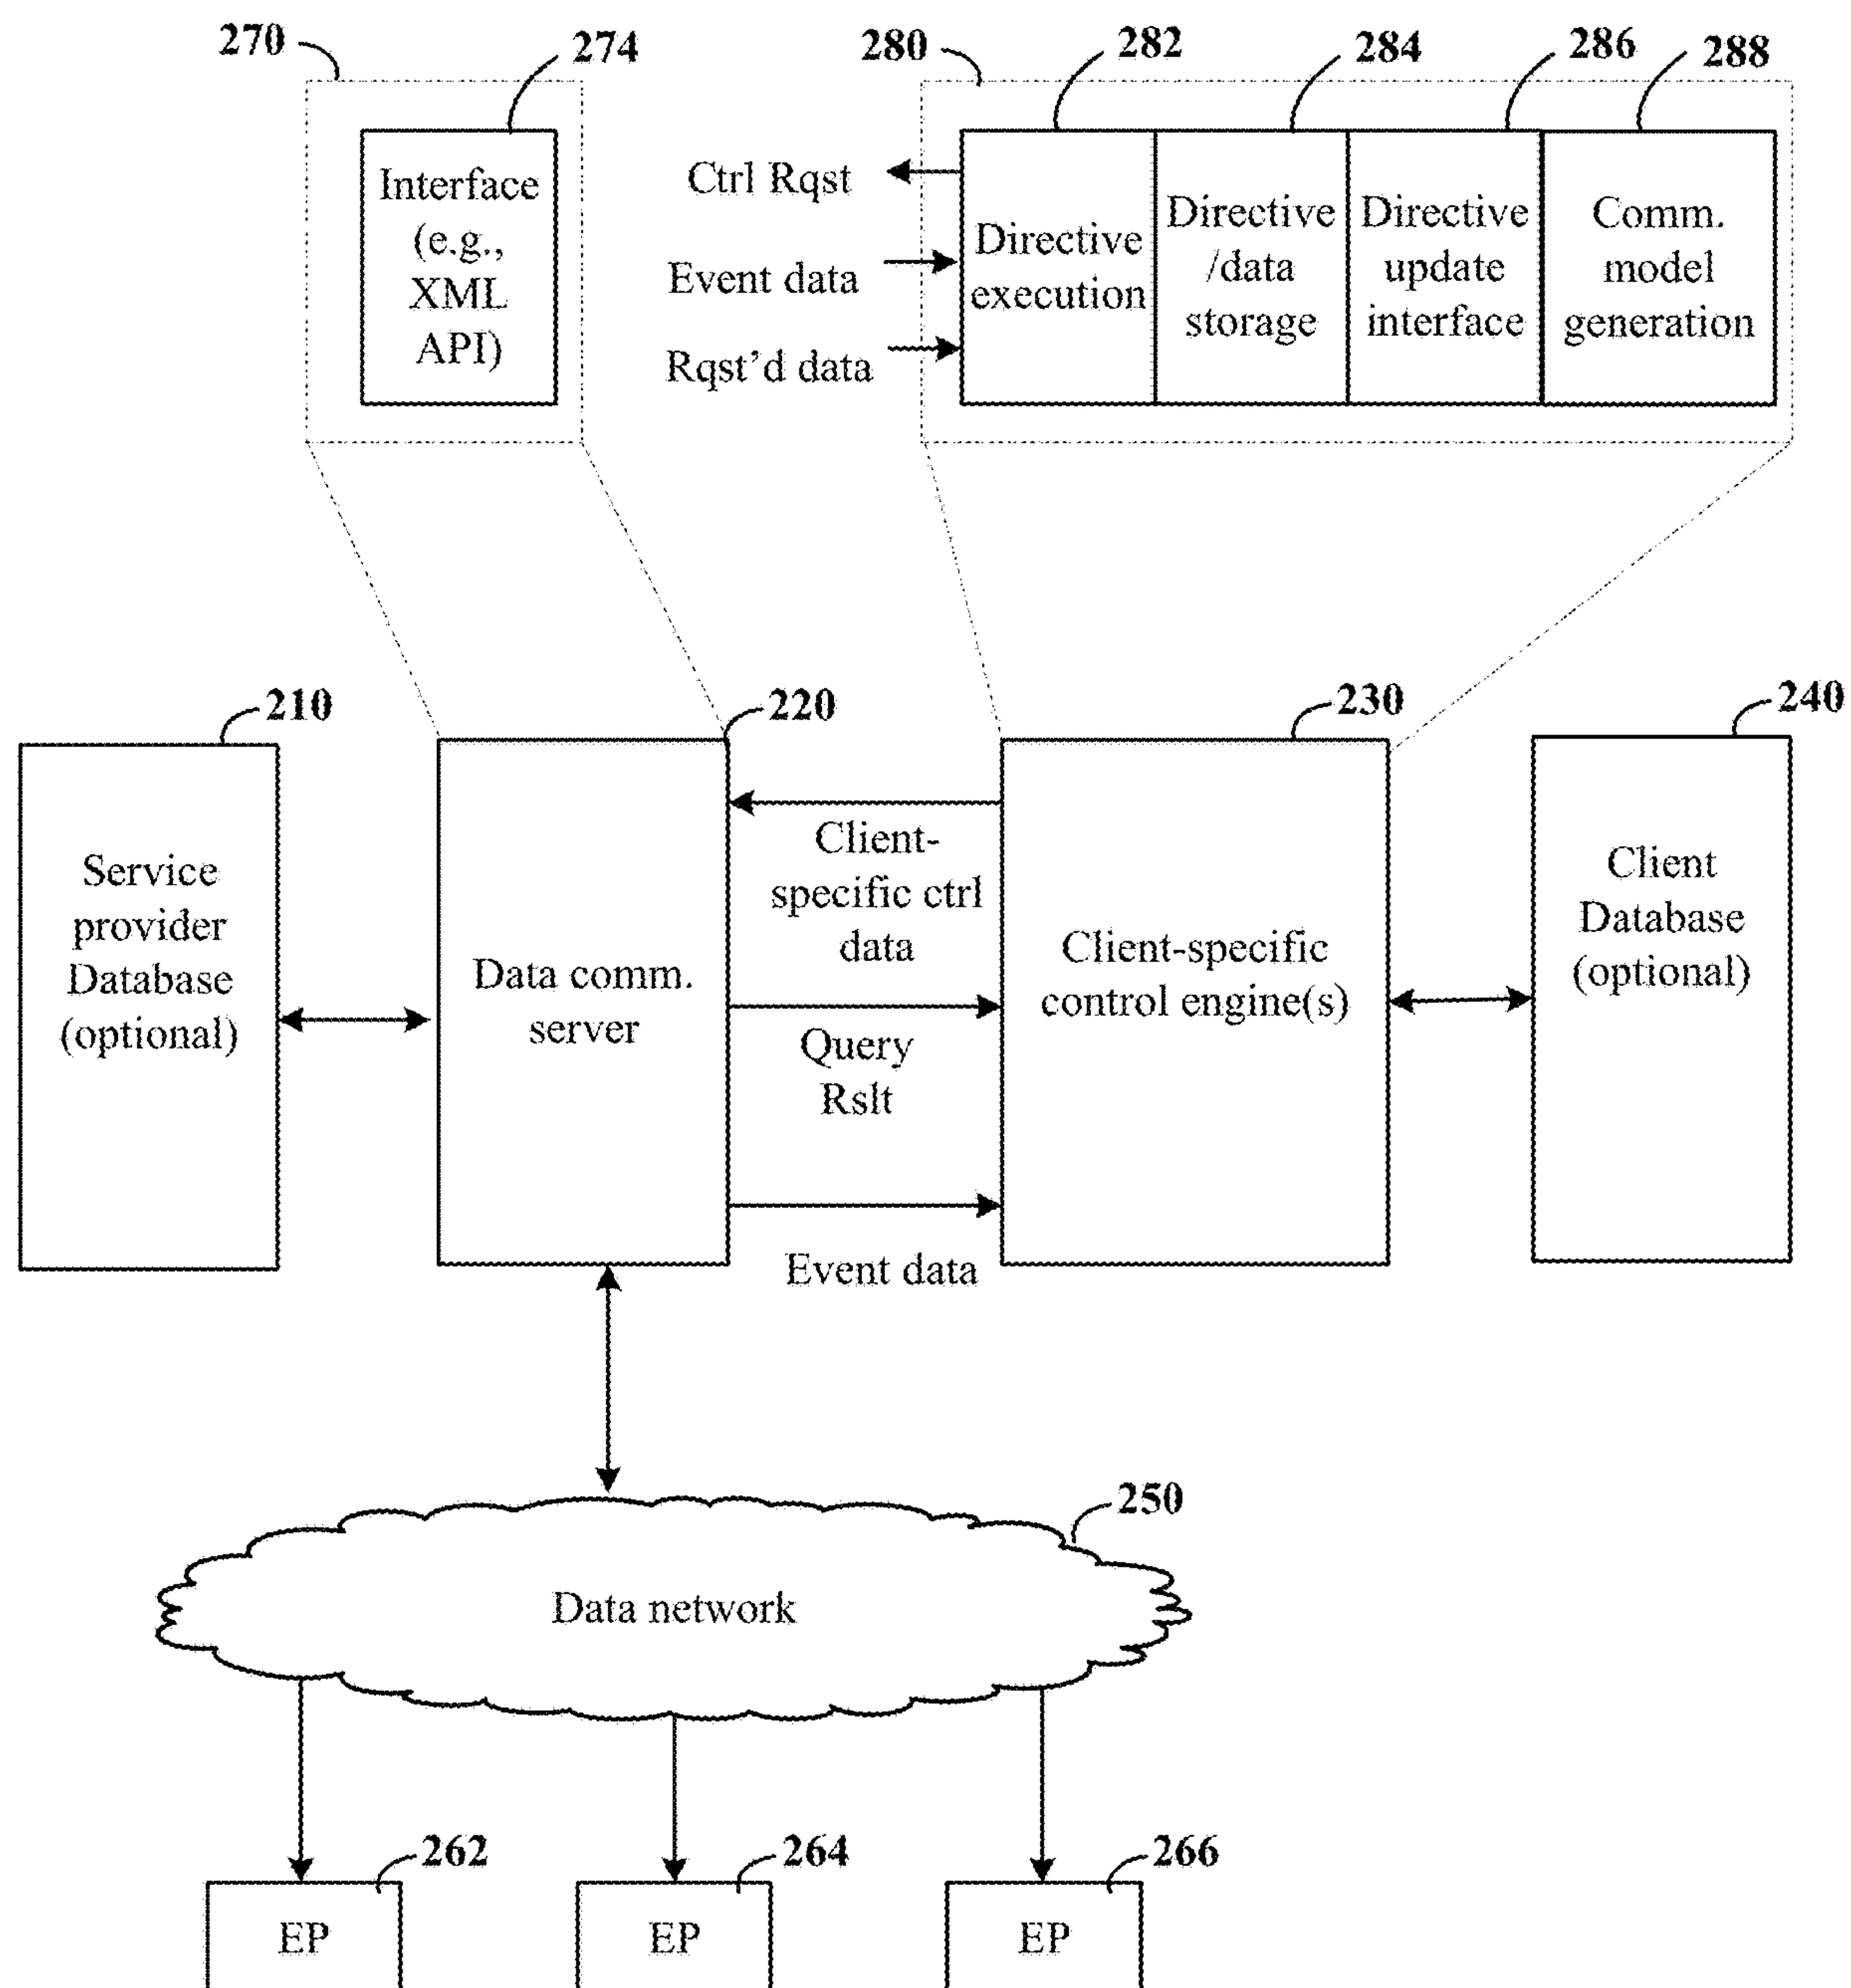 270
274
280
282
284
286
288
Interface
(e.g.,
XML
API)
Ctrl Rqst
Event data
Rqst'd data
Directive
execution
Directive
/data
storage
Directive
update
interface
Comm.
model
generation
210
220
230
240
Service
provider
Database
(optional)
Data comm.
server
Client-
specific ctrl
data
Query
Rslt
Event data
Client-specific
control engine(s)
Client
Database
(optional)
250
Data network
262
264
266
EP
EP
EP